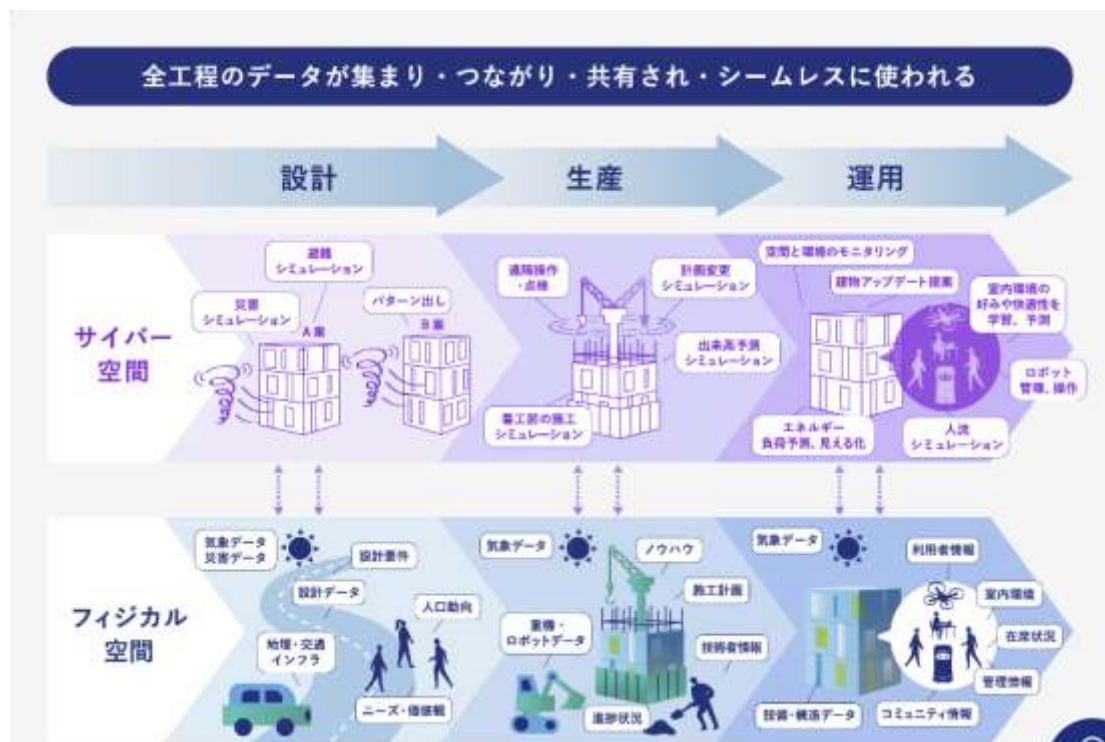 全工程のデータが集まり・つながり・共有され・シームレスに使われる
設計
生産
運用
サイバー
空間
避難
シミュレーション
災害
シミュレーション
A案
パターン出し
B案
遠隔操作
・点検
計画変更
シミュレーション
出来高予測
シミュレーション
着工前の施工
シミュレーション
空間と環境のモニタリング
建物アップデート提案
室内環境の
好みや快適性を
学習、予測
ロボット
管理、操作
エネルギー
負荷予測、見える化
人流
シミュレーション
フィジカル
空間
気象データ
災害データ
設計要件
設計データ
人口動向
地理・交通
インフラ
ニーズ・価値観
気象データ
ノウハウ
施工計画
重機・
ロボットデータ
技術者情報
進捗状況
気象データ
利用者情報
室内環境
在席状況
管理情報
設備・構造データ
コミュニティ情報